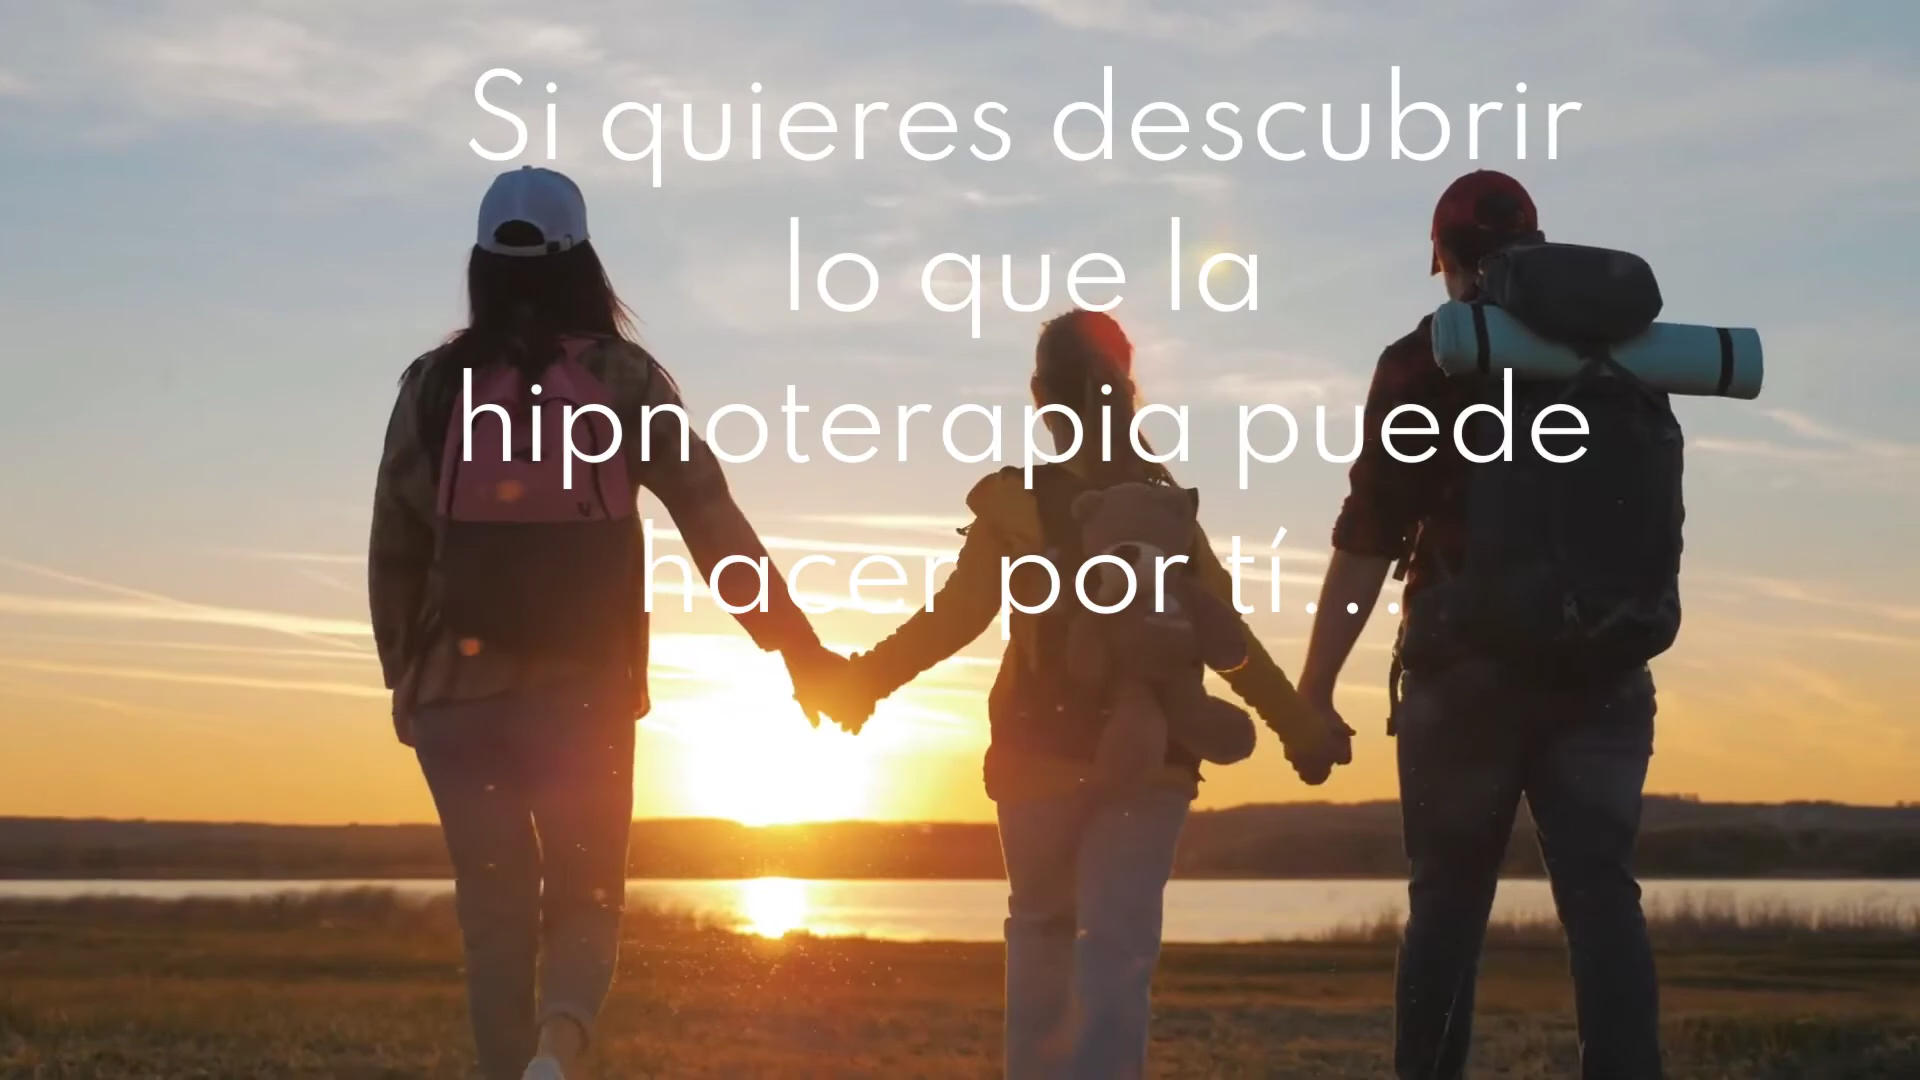 Si quieres descubrir
lo que la
hipnoterapia puede
hacer por tí...